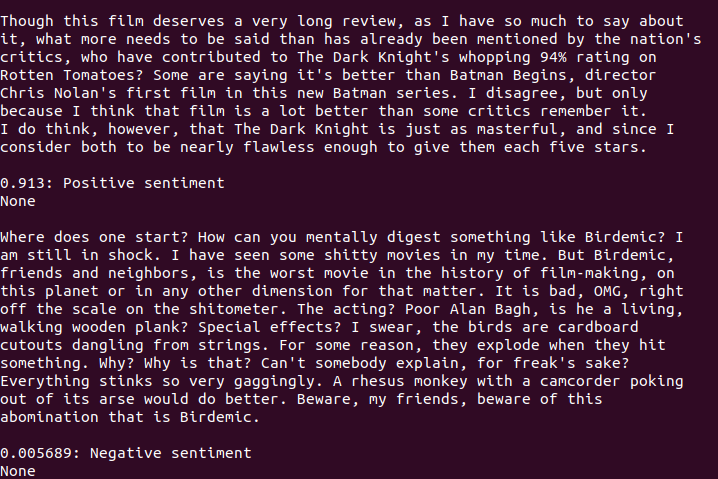 Though this film deserves a very long review, as I have so much to say about
it, what more needs to be said than has already been mentioned by the nation's
critics, who have contributed to The Dark Knight's whopping 94% rating on
Rotten Tomatoes? Some are saying it's better than Batman Begins, director
Chris Nolan's first film in this new Batman series. I disagree, but only
because I think that film is a lot better than some critics remember it.
I do think, however, that The Dark Knight is just as masterful, and since I
consider both to be nearly flawless enough to give them each five stars.

0.913: Positive sentiment
None

Where does one start? How can you mentally digest something like Birdemic? I
am still in shock. I have seen some shitty movies in my time. But Birdemic,
friends and neighbors, is the worst movie in the history of film-making, on
this planet or in any other dimension for that matter. It is bad, OMG, right
off the scale on the shitometer. The acting? Poor Alan Bagh, is he a living,
walking wooden plank? Special effects? I swear, the birds are cardboard
cutouts dangling from strings. For some reason, they explode when they hit
something. Why? Why is that? Can't somebody explain, for freak's sake?
Everything stinks so very gaggingly. A rhesus monkey with a camcorder poking
out of its arse would do better. Beware, my friends, beware of this
abomination that is Birdemic.

0.005689: Negative sentiment
None